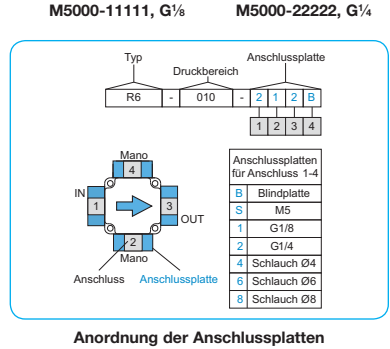 M5000-11111, G⅛ M5000-22222, G¼
Typ Anschlussplatte
Druckbereich
R6 - 010 - 2 1 2 B
1 2 3 4
Mano
4
IN
1 3
OUT
2
Mano
Anschluss Anschlussplatte
Anschlussplatten
für Anschluss 1-4
B Blindplatte
S M5
1 G1/8
2 G1/4
4 Schlauch Ø4
6 Schlauch Ø6
8 Schlauch Ø8
Anordnung der Anschlussplatten